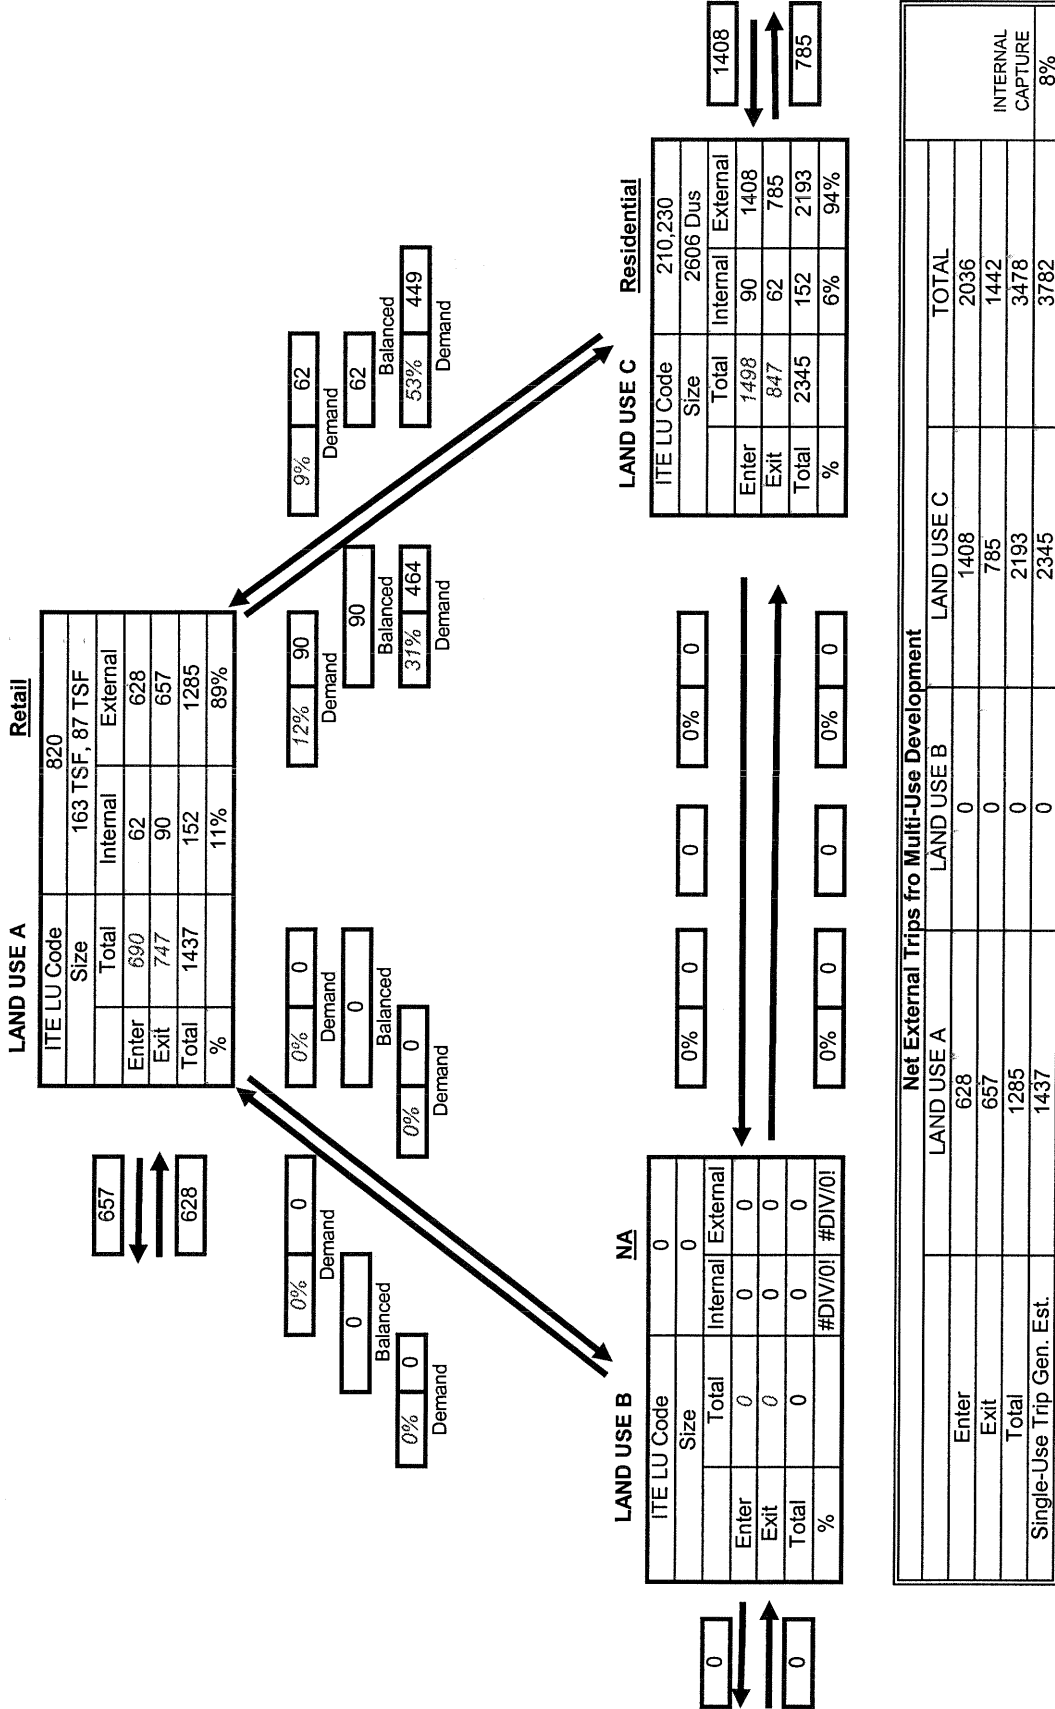 LAND USE A Retail
ITE LU Code 820
Size 163 TSF, 87 TSF
Total Internal External
Enter 690 62 628
Exit 747 90 657
Total 1437 152 1285
% 11% 89%
657
628
0% 0
Demand
0
Balanced
0% 0
Demand
0% 0
Demand
0
Balanced
0% 0
Demand
12% 90
Demand
90
Balanced
31% 464
Demand
9% 62
Demand
62
Balanced
53% 449
Demand
LAND USE B NA
ITE LU Code 0
Size 0
Total Internal External
Enter 0 0 0
Exit 0 0 0
Total 0 0 0
% #DIV/0! #DIV/0!
0
0
0% 0 0 0% 0
0% 0 0 0% 0
LAND USE C Residential
ITE LU Code 210,230
Size 2606 Dus
Total Internal External
Enter 1498 90 1408
Exit 847 62 785
Total 2345 152 2193
% 6% 94%
1408
785
Net External Trips fro Multi-Use Development
LAND USE A LAND USE B LAND USE C TOTAL
Enter 628 0 1408 2036
Exit 657 0 785 1442 INTERNAL
Total 1285 0 2193 3478 CAPTURE
Single-Use Trip Gen. Est. 1437 0 2345 3782 8%